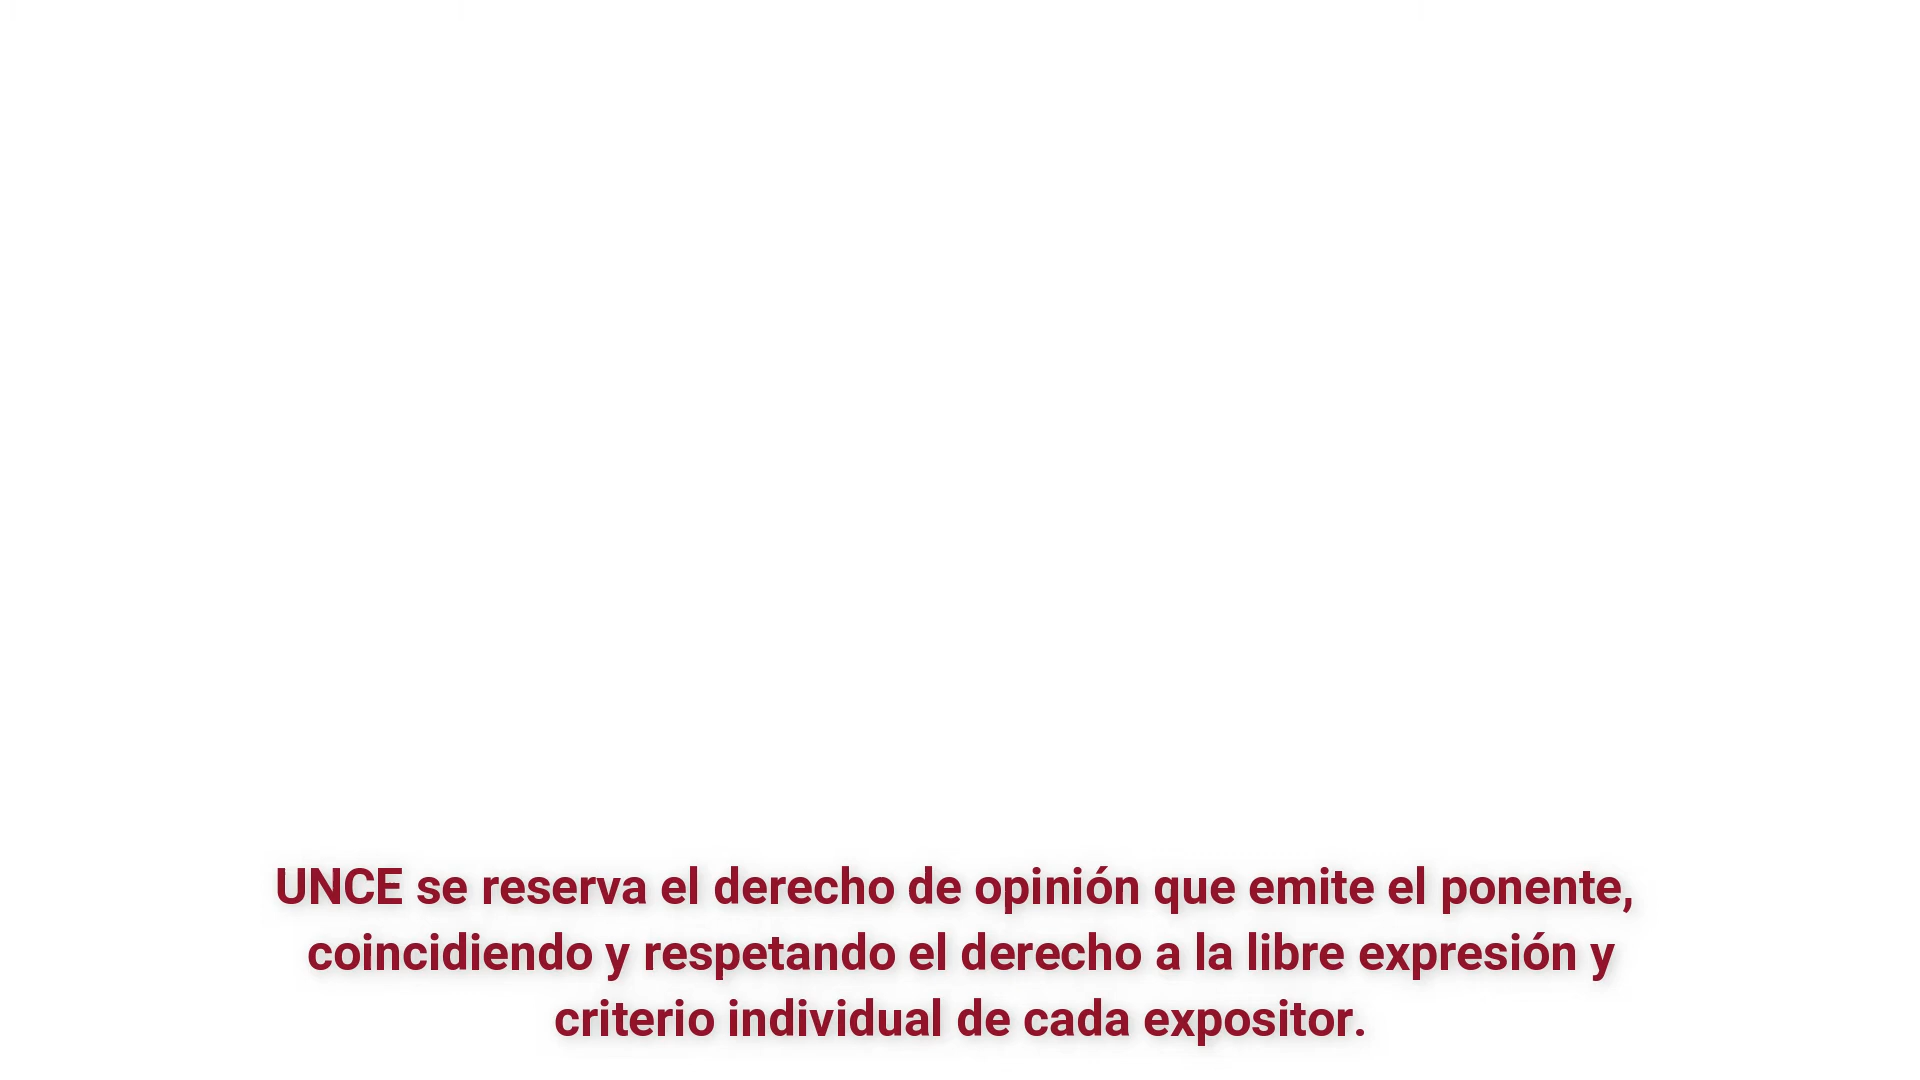 UNCE se reserva el derecho de opinión que emite el ponente,
coincidiendo y respetando el derecho a la libre expresión y
criterio individual de cada expositor.